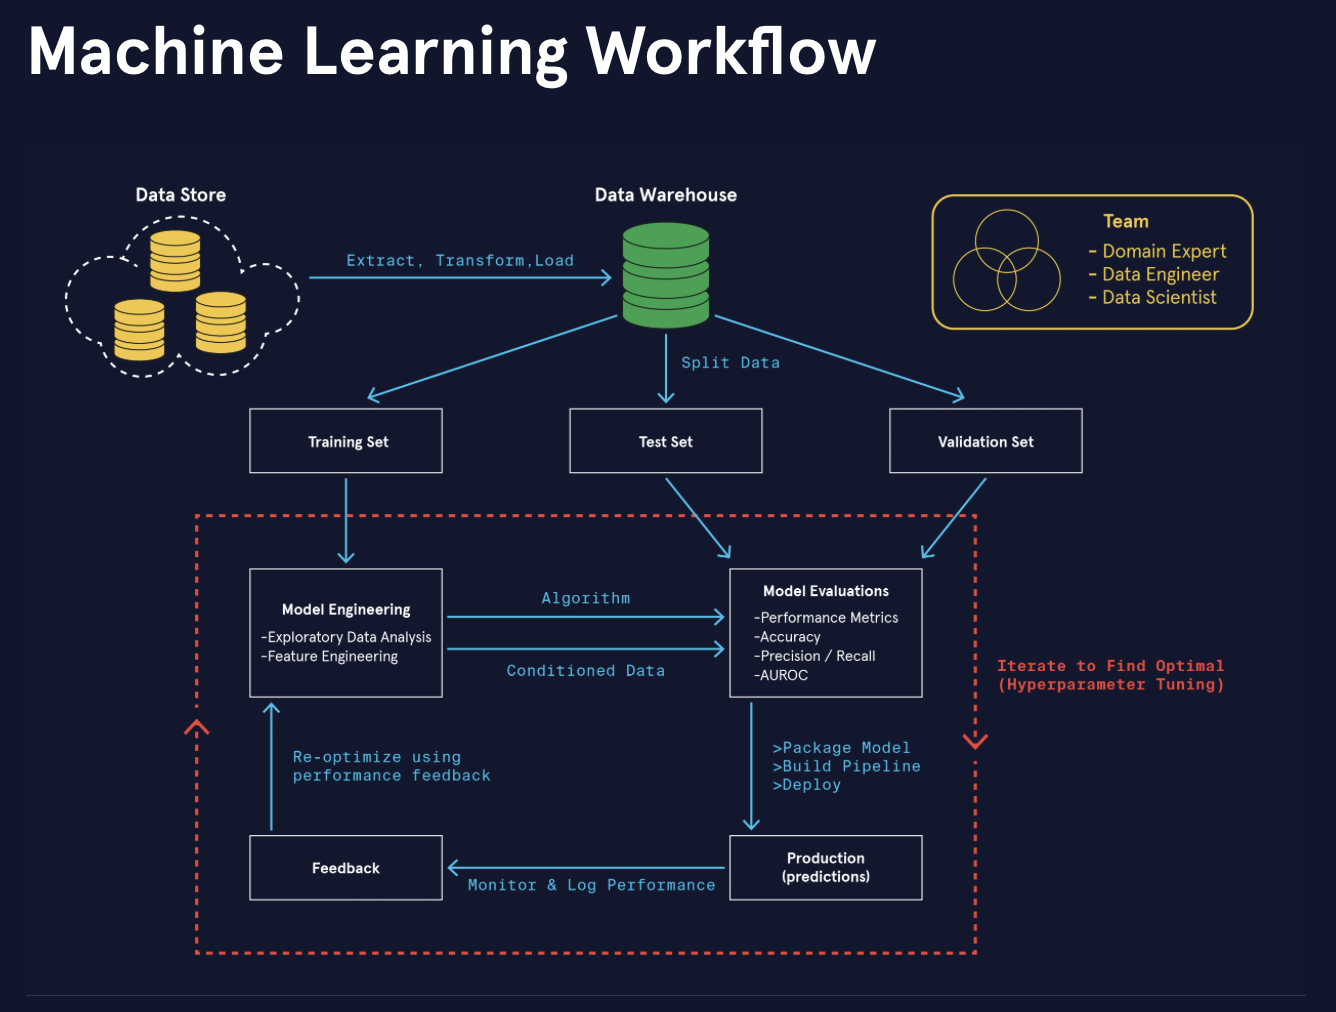 Machine Learning Workflow
Data Store
Data Warehouse
Extract, Transform,Load
Team
- Domain Expert
- Data Engineer
- Data Scientist
Split Data
Training Set
Test Set
Validation Set
Model Engineering
-Exploratory Data Analysis
-Feature Engineering
Algorithm
Conditioned Data
Model Evaluations
-Performance Metrics
-Accuracy
-Precision / Recall
-AUROC
Iterate to Find Optimal
(Hyperparameter Tuning)
Re-optimize using
performance feedback
>Package Model
>Build Pipeline
>Deploy
Feedback
Monitor & Log Performance
Production
(predictions)